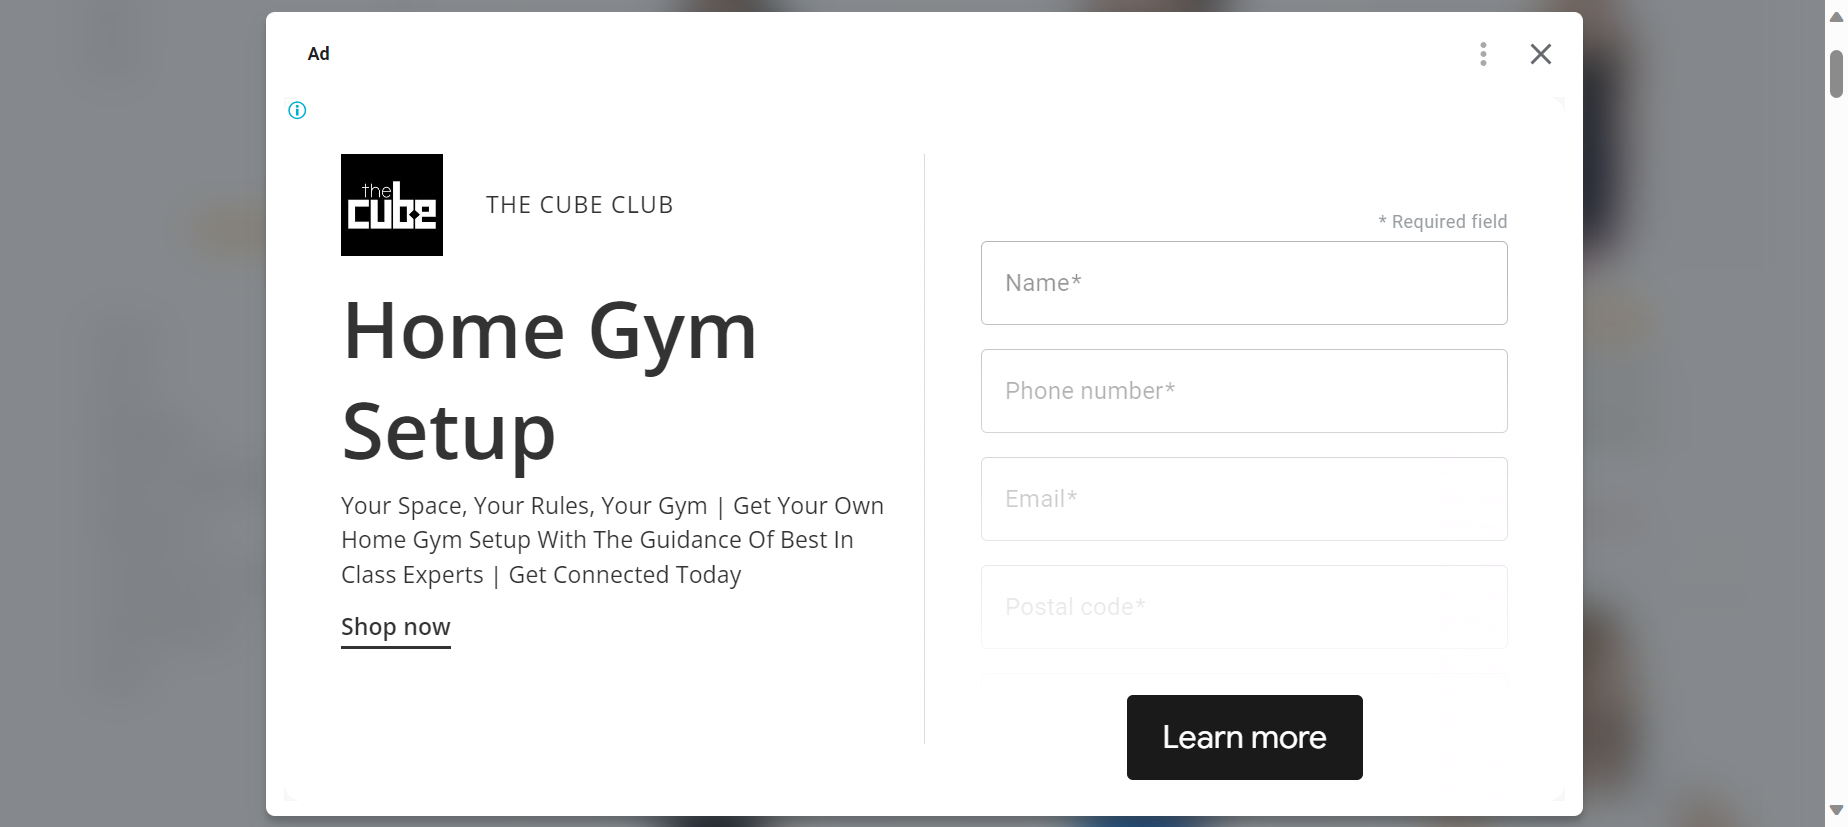 Ad
the
cube
THE CUBE CLUB
Home Gym
Setup
Your Space, Your Rules, Your Gym | Get Your Own
Home Gym Setup With The Guidance Of Best In
Class Experts | Get Connected Today
Shop now
* Required field
Name*
Phone number*
Email*
Postal code*
Learn more